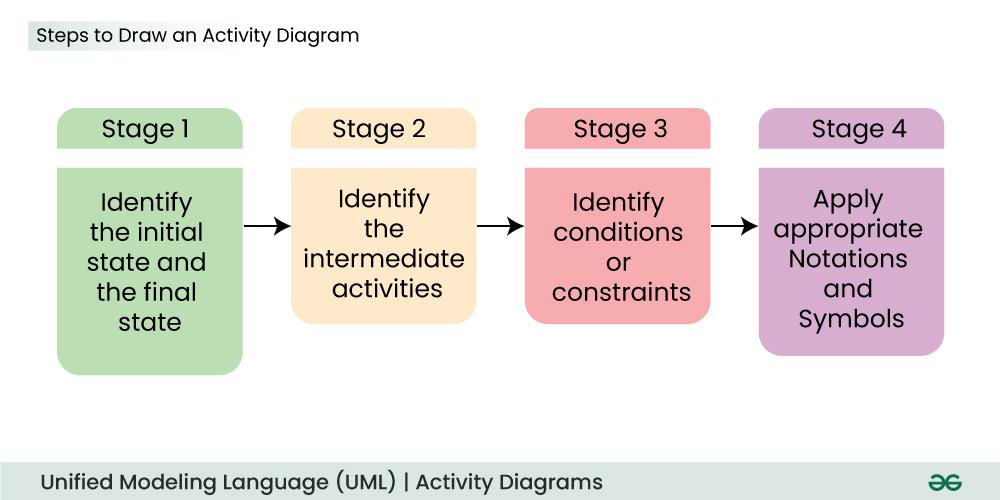 Steps to Draw an Activity Diagram
Stage 1
Identify
the initial
state and
the final
state
Stage 2
Identify
the
intermediate
activities
Stage 3
Identify
conditions
or
constraints
Stage 4
Apply
appropriate
Notations
and
Symbols
Unified Modeling Language (UML) | Activity Diagrams